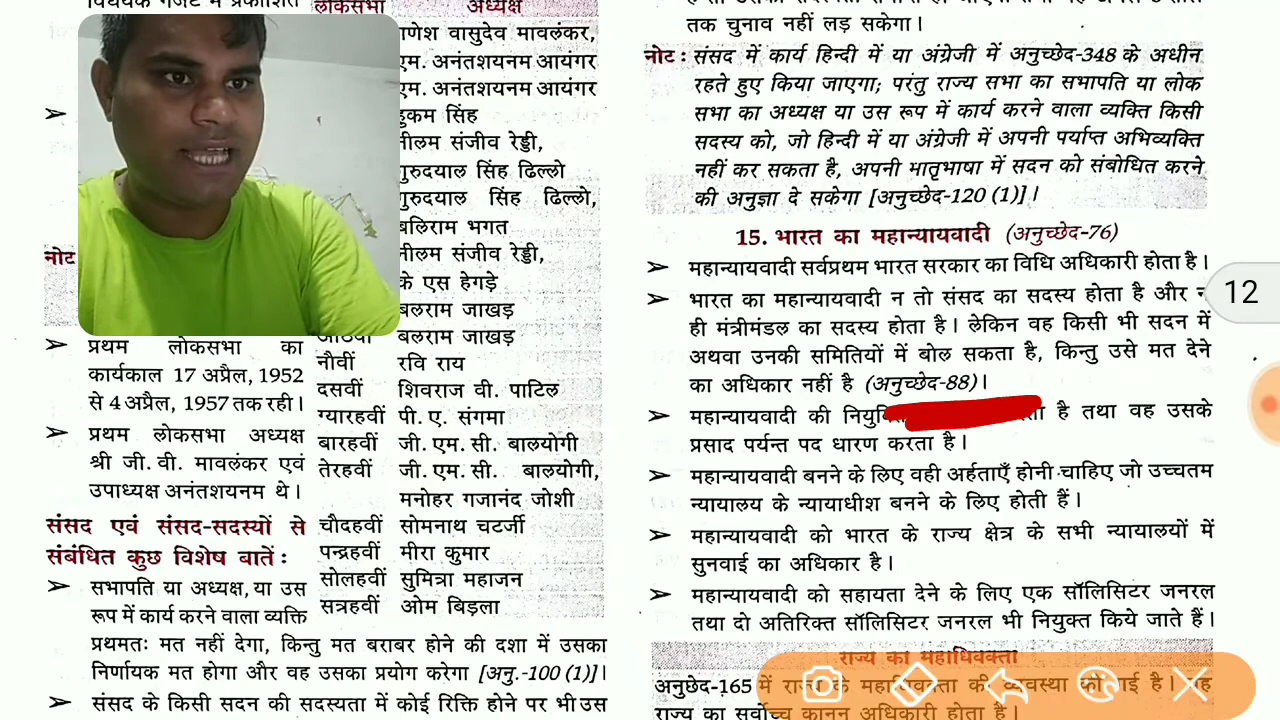 विधेयक गजट में प्रकाशित
लोकसभा अध्यक्ष
गणेश वासुदेव मावलंकर,
एम. अनंतशयनम आयंगर
एम. अनंतशयनम आयंगर
हुकम सिंह
नीलम संजीव रेड्डी,
गुरुदयाल सिंह ढिल्लो
गुरुदयाल सिंह ढिल्लो,
बलिराम भगत
नीलम संजीव रेड्डी,
के एस हेगड़े
बलराम जाखड़
आठवीं बलराम जाखड़
नौवीं रवि राय
दसवीं शिवराज वी. पाटिल
ग्यारहवीं पी. ए. संगमा
बारहवीं जी. एम. सी. बालयोगी
तेरहवीं जी. एम. सी. बालयोगी,
मनोहर गजानंद जोशी
चौदहवीं सोमनाथ चटर्जी
पन्द्रहवीं मीरा कुमार
सोलहवीं सुमित्रा महाजन
सत्रहवीं ओम बिड़ला
नोट
➢ प्रथम लोकसभा का
कार्यकाल 17 अप्रैल, 1952
से 4 अप्रैल, 1957 तक रही।
➢ प्रथम लोकसभा अध्यक्ष
श्री जी. वी. मावलंकर एवं
उपाध्यक्ष अनंतशयनम थे।
संसद एवं संसद-सदस्यों से
संबंधित कुछ विशेष बातें :
➢ सभापति या अध्यक्ष, या उस
रूप में कार्य करने वाला व्यक्ति
प्रथमतः मत नहीं देगा, किन्तु मत बराबर होने की दशा में उसका
निर्णायक मत होगा और वह उसका प्रयोग करेगा [अनु.-100 (1)]।
➢ संसद के किसी सदन की सदस्यता में कोई रिक्ति होने पर भी उस
तक चुनाव नहीं लड़ सकेगा।
नोट : संसद में कार्य हिन्दी में या अंग्रेजी में अनुच्छेद-348 के अधीन
रहते हुए किया जाएगा; परंतु राज्य सभा का सभापति या लोक
सभा का अध्यक्ष या उस रूप में कार्य करने वाला व्यक्ति किसी
सदस्य को, जो हिन्दी में या अंग्रेजी में अपनी पर्याप्त अभिव्यक्ति
नहीं कर सकता है, अपनी मातृभाषा में सदन को संबोधित करने
की अनुज्ञा दे सकेगा [अनुच्छेद-120 (1)]।
15. भारत का महान्यायवादी (अनुच्छेद-76)
➢ महान्यायवादी सर्वप्रथम भारत सरकार का विधि अधिकारी होता है।
➢ भारत का महान्यायवादी न तो संसद का सदस्य होता है और न
ही मंत्रीमंडल का सदस्य होता है। लेकिन वह किसी भी सदन में
अथवा उनकी समितियों में बोल सकता है, किन्तु उसे मत देने
का अधिकार नहीं है (अनुच्छेद-88)।
➢ महान्यायवादी की है तथा वह उसके
प्रसाद पर्यन्त पद धारण करता है।
➢ महान्यायवादी बनने के लिए वही अर्हताएँ होनी चाहिए जो उच्चतम
न्यायालय के न्यायाधीश बनने के लिए होती हैं।
➢ महान्यायवादी को भारत के राज्य क्षेत्र के सभी न्यायालयों में
सुनवाई का अधिकार है।
➢ महान्यायवादी को सहायता देने के लिए एक सॉलिसिटर जनरल
तथा दो अतिरिक्त सॉलिसिटर जनरल भी नियुक्त किये जाते हैं।
राज्य का महाधिवक्ता
अनुछेद-165 में राज्य के महाधिवक्ता की व्यवस्था की गई है। यह
राज्य का सर्वोच्च कानून अधिकारी होता है।
12